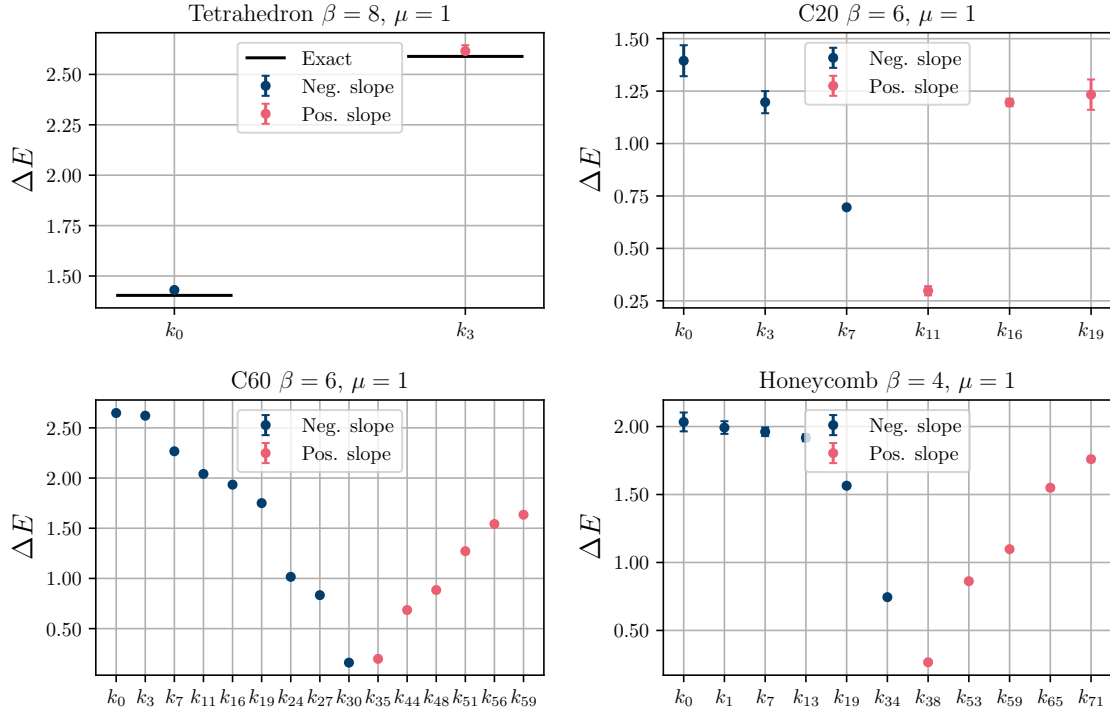 Tetrahedron β = 8, μ = 1
ΔE
2.50
2.25
2.00
1.75
1.50
Exact
Neg. slope
Pos. slope
k₀
k₃
C20 β = 6, μ = 1
ΔE
1.50
1.25
1.00
0.75
0.50
0.25
Neg. slope
Pos. slope
k₀
k₃
k₇
k₁₁
k₁₆
k₁₉
C60 β = 6, μ = 1
ΔE
2.50
2.00
1.50
1.00
0.50
Neg. slope
Pos. slope
k₀
k₃
k₇
k₁₁
k₁₆
k₁₉
k₂₄
k₂₇
k₃₀
k₃₅
k₄₄
k₄₈
k₅₁
k₅₆
k₅₉
Honeycomb β = 4, μ = 1
ΔE
2.00
1.50
1.00
0.50
Neg. slope
Pos. slope
k₀
k₁
k₇
k₁₃
k₁₉
k₃₄
k₃₈
k₅₃
k₅₉
k₆₅
k₇₁